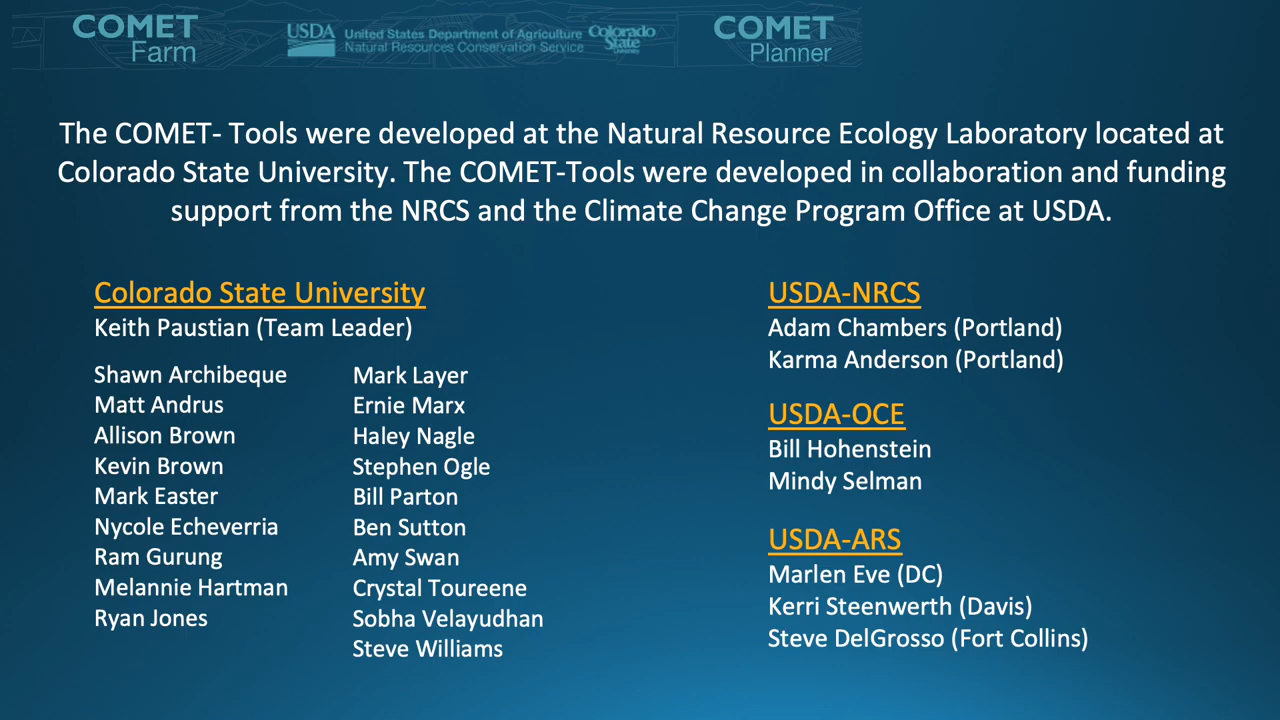 COMET
Farm
USDA
United States Department of Agriculture
Natural Resources Conservation Service
Colorado
State
University
COMET
Planner
The COMET- Tools were developed at the Natural Resource Ecology Laboratory located at
Colorado State University. The COMET-Tools were developed in collaboration and funding
support from the NRCS and the Climate Change Program Office at USDA.
Colorado State University
Keith Paustian (Team Leader)
Shawn Archibeque
Matt Andrus
Allison Brown
Kevin Brown
Mark Easter
Nycole Echeverria
Ram Gurung
Melannie Hartman
Ryan Jones
Mark Layer
Ernie Marx
Haley Nagle
Stephen Ogle
Bill Parton
Ben Sutton
Amy Swan
Crystal Toureene
Sobha Velayudhan
Steve Williams
USDA-NRCS
Adam Chambers (Portland)
Karma Anderson (Portland)
USDA-OCE
Bill Hohenstein
Mindy Selman
USDA-ARS
Marlen Eve (DC)
Kerri Steenwerth (Davis)
Steve DelGrosso (Fort Collins)